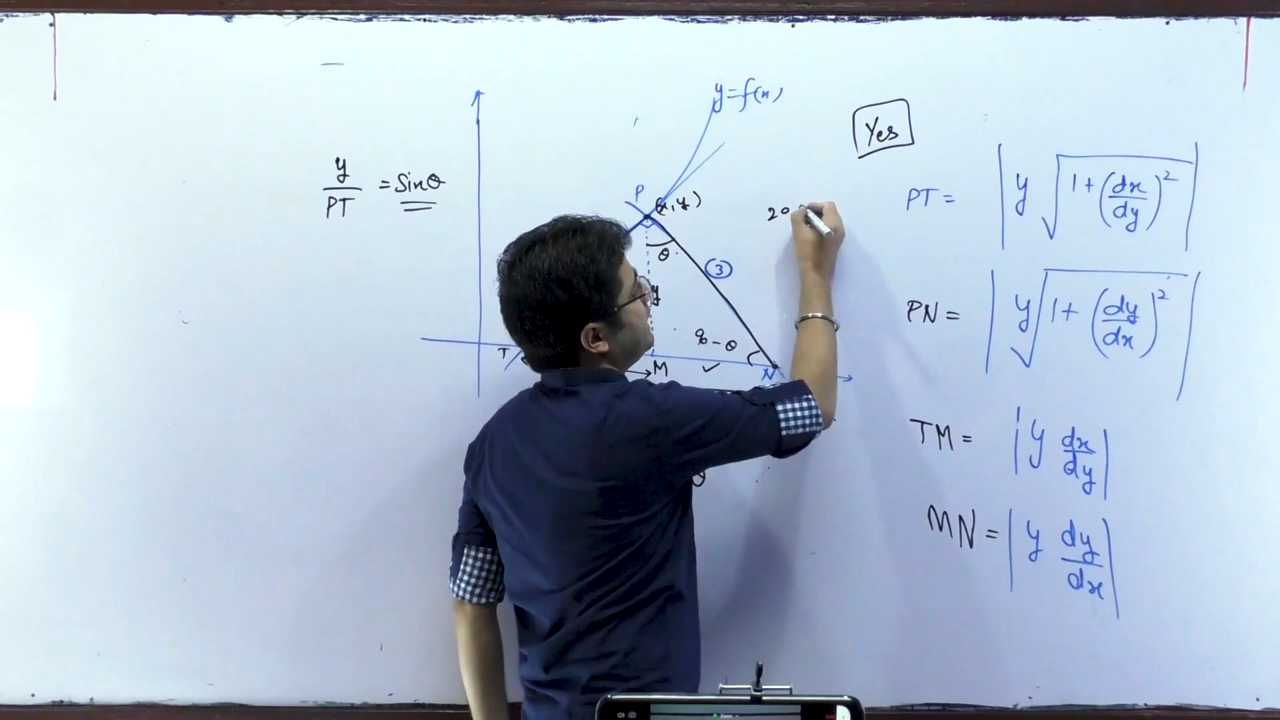 y = f(x)
Yes
y/PT = Sinθ
P
(x, y)
PT = | y √(1 + (dx/dy)²) |
20
θ
3
y
PN = | y √(1 + (dy/dx)²) |
90 - θ
T
M
N
TM = | y dx/dy |
θ
MN = | y dy/dx |